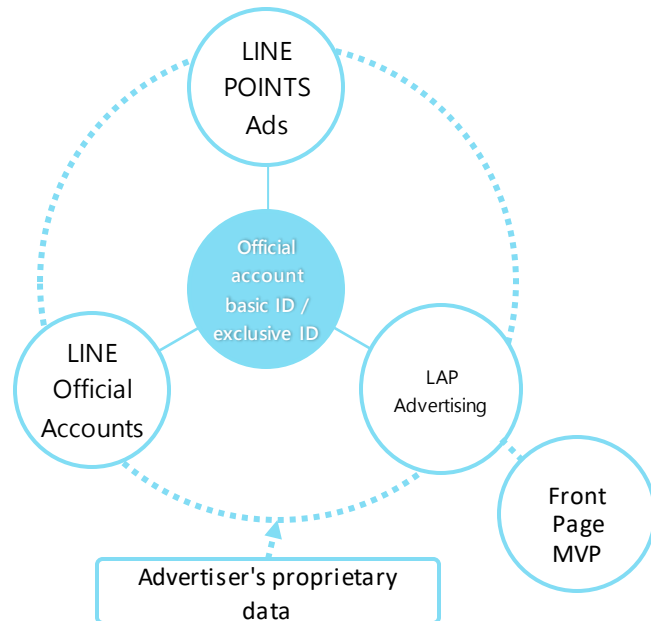 LINE
POINTS
Ads
Official
account
basic ID /
exclusive ID
LINE
Official
Accounts
LAP
Advertising
Front
Page
MVP
Advertiser's proprietary
data